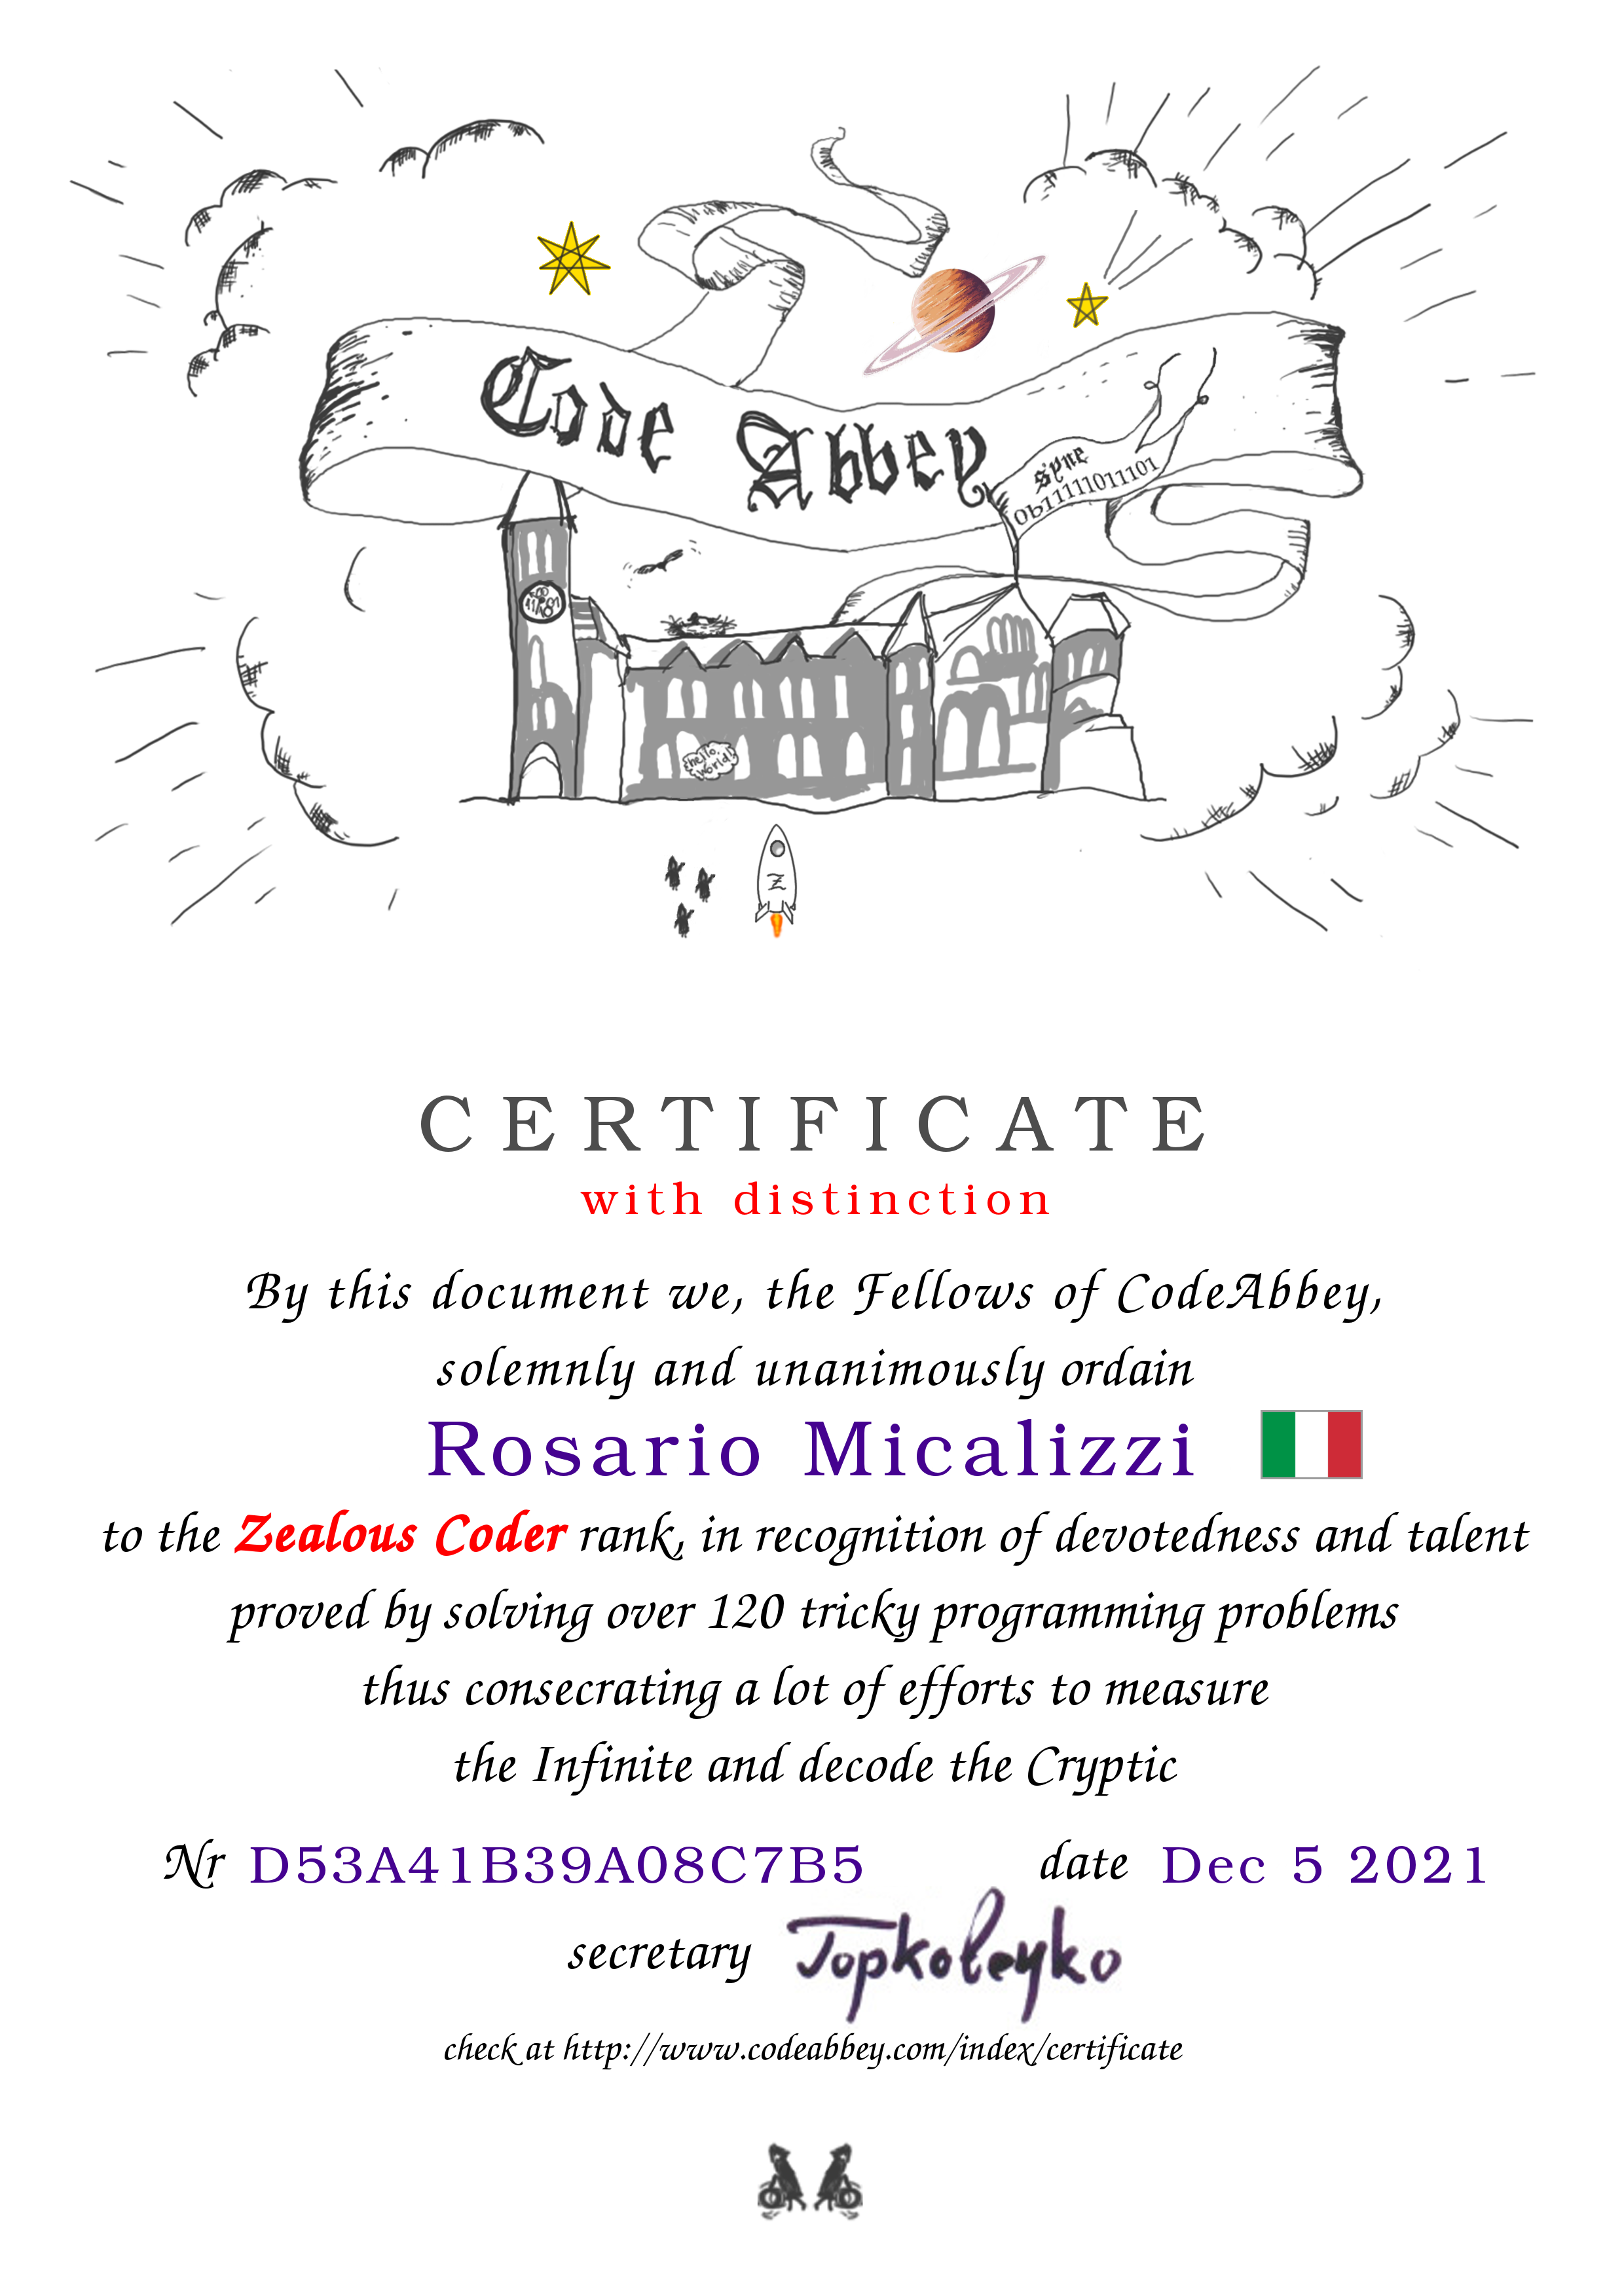 Code Abbey
syne
0b11111011101
hello,
world!
Z
CERTIFICATE
with distinction
By this document we, the Fellows of CodeAbbey,
solemnly and unanimously ordain
Rosario Micalizzi
to the Zealous Coder rank, in recognition of devotedness and talent
proved by solving over 120 tricky programming problems
thus consecrating a lot of efforts to measure
the Infinite and decode the Cryptic
Nr D53A41B39A08C7B5 date Dec 5 2021
secretary
check at http://www.codeabbey.com/index/certificate